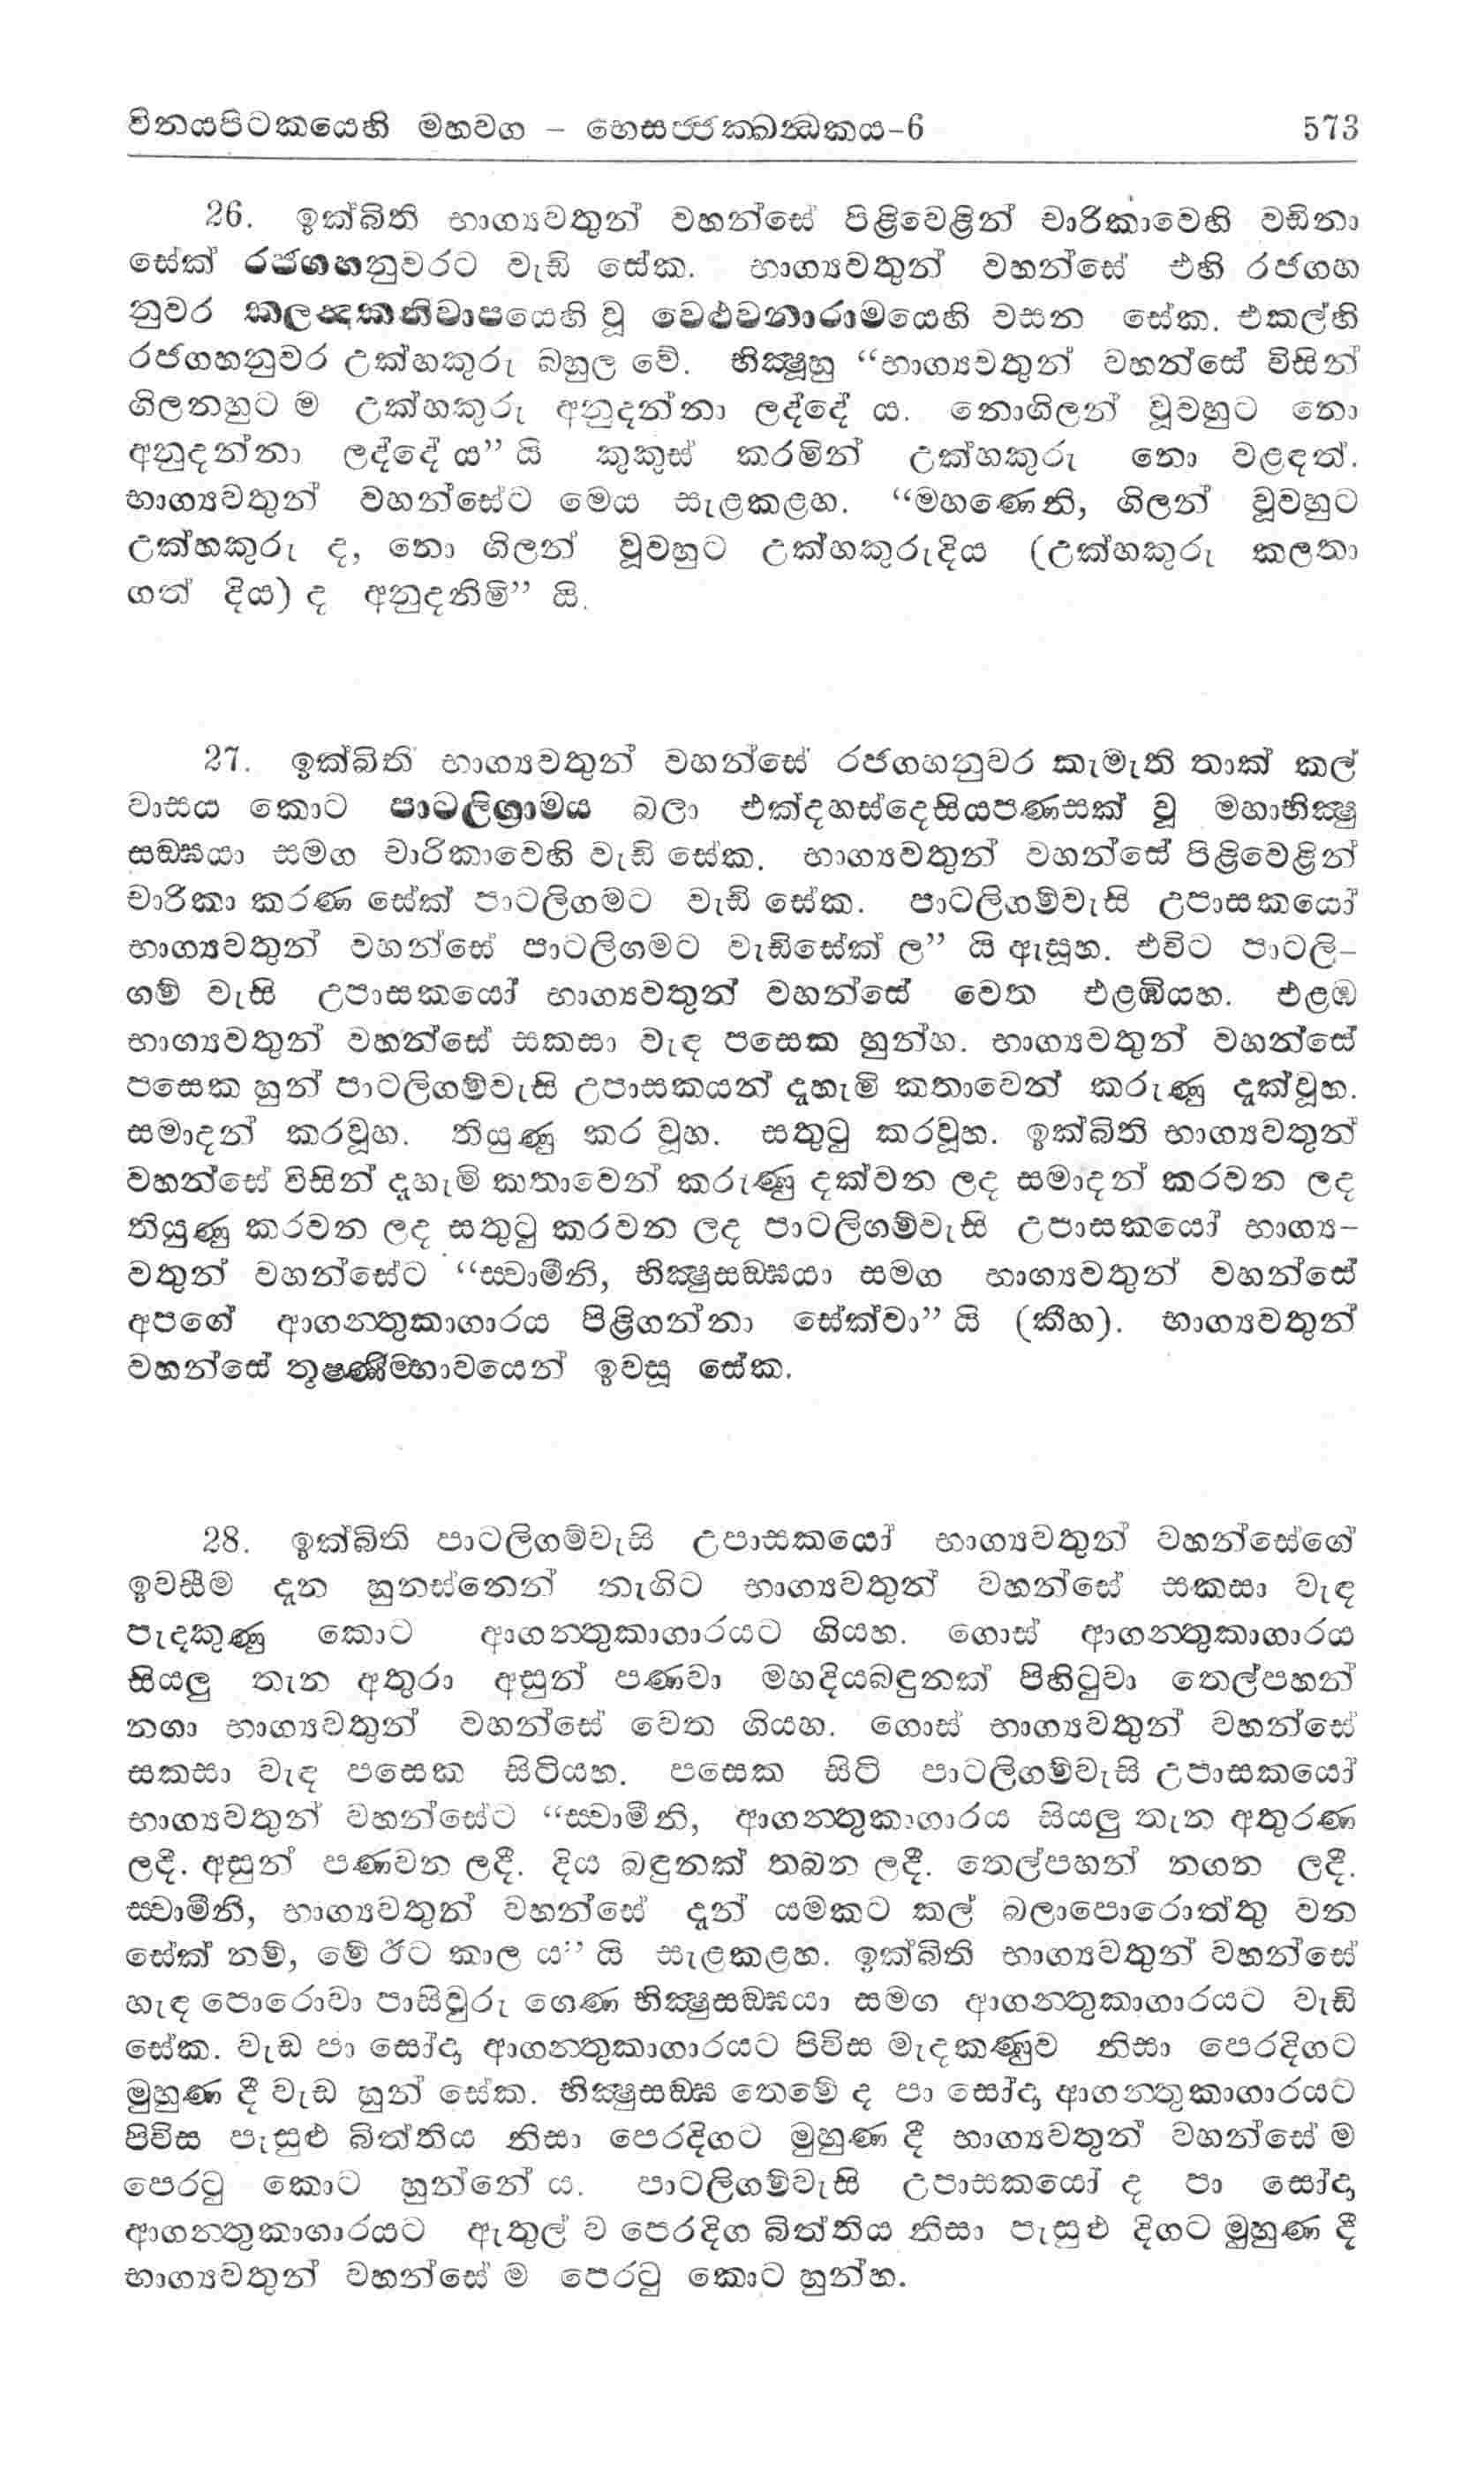 විනයපිටකයෙහි මහවග – භෙසජ්ජක්ඛන්ධකය–6 573
26. ඉක්බිති භාග්‍යවතුන් වහන්සේ පිළිවෙළින් චාරිකාවෙහි වඩිනා
සේක් රජගහනුවරට වැඩි සේක. භාග්‍යවතුන් වහන්සේ එහි රජගහ
නුවර කලන්‍දකනිවාපයෙහි වූ වෙළුවනාරාමයෙහි වසන සේක. එකල්හි
රජගහනුවර උක්හකුරු බහුල වේ. භික්‍ෂූහු “භාග්‍යවතුන් වහන්සේ විසින්
ගිලනහුට ම උක්හකුරු අනුදන්නා ලද්දේ ය. නොගිලන් වූවහුට නො
අනුදන්නා ලද්දේ ය” යි කුකුස් කරමින් උක්හකුරු නො වළඳත්.
භාග්‍යවතුන් වහන්සේට මෙය සැළකළහ. “මහණෙනි, ගිලන් වූවහුට
උක්හකුරු ද, නො ගිලන් වූවහුට උක්හකුරුදිය (උක්හකුරු කලතා
ගත් දිය) ද අනුදනිමි” යි.
27. ඉක්බිති භාග්‍යවතුන් වහන්සේ රජගහනුවර කැමැති තාක් කල්
වාසය කොට පාටලිග්‍රාමය බලා එක්දහස්දෙසියපණසක් වූ මහාභික්‍ෂු
සඞ්ඝයා සමග චාරිකාවෙහි වැඩි සේක. භාග්‍යවතුන් වහන්සේ පිළිවෙළින්
චාරිකා කරණ සේක් පාටලිගමට වැඩි සේක. පාටලිගම්වැසි උපාසකයෝ
භාග්‍යවතුන් වහන්සේ පාටලිගමට වැඩිසේක් ල” යි ඇසූහ. එවිට පාටලි–
ගම් වැසි උපාසකයෝ භාග්‍යවතුන් වහන්සේ වෙත එළඹියහ. එළඹ
භාග්‍යවතුන් වහන්සේ සකසා වැඳ පසෙක හුන්හ. භාග්‍යවතුන් වහන්සේ
පසෙක හුන් පාටලිගම්වැසි උපාසකයන් දැහැමි කතාවෙන් කරුණු දැක්වූහ.
සමාදන් කරවූහ. තියුණු කර වූහ. සතුටු කරවූහ. ඉක්බිති භාග්‍යවතුන්
වහන්සේ විසින් දැහැමි කතාවෙන් කරුණු දක්වන ලද සමාදන් කරවන ලද
තියුණු කරවන ලද සතුටු කරවන ලද පාටලිගම්වැසි උපාසකයෝ භාග්‍ය–
වතුන් වහන්සේට “ස්වාමීනි, භික්‍ෂුසඞ්ඝයා සමග භාග්‍යවතුන් වහන්සේ
අපගේ ආගන්තුකාගාරය පිළිගන්නා සේක්වා” යි (කීහ). භාග්‍යවතුන්
වහන්සේ තූෂ්ණීම්භාවයෙන් ඉවසූ සේක.
28. ඉක්බිති පාටලිගම්වැසි උපාසකයෝ භාග්‍යවතුන් වහන්සේගේ
ඉවසීම දැන හුනස්නෙන් නැගිට භාග්‍යවතුන් වහන්සේ සකසා වැඳ
පැදකුණු කොට ආගන්තුකාගාරයට ගියහ. ගොස් ආගන්තුකාගාරය
සියලු තැන අතුරා අසුන් පණවා මහදියබඳුනක් පිහිටුවා තෙල්පහන්
නගා භාග්‍යවතුන් වහන්සේ වෙත ගියහ. ගොස් භාග්‍යවතුන් වහන්සේ
සකසා වැඳ පසෙක සිටියහ. පසෙක සිටි පාටලිගම්වැසි උපාසකයෝ
භාග්‍යවතුන් වහන්සේට “ස්වාමීනි, ආගන්තුකාගාරය සියලු තැන අතුරණ
ලදී. අසුන් පණවන ලදී. දිය බඳුනක් තබන ලදී. තෙල්පහන් නගන ලදී.
ස්වාමීනි, භාග්‍යවතුන් වහන්සේ දැන් යමකට කල් බලාපොරොත්තු වන
සේක් නම්, මේ ඊට කාල ය” යි සැළකළහ. ඉක්බිති භාග්‍යවතුන් වහන්සේ
හැඳ පොරොවා පාසිවුරු ගෙණ භික්‍ෂුසඞ්ඝයා සමග ආගන්තුකාගාරයට වැඩි
සේක. වැඩ පා සෝදා ආගන්තුකාගාරයට පිවිස මැදකණුව නිසා පෙරදිගට
මුහුණ දී වැඩ හුන් සේක. භික්‍ෂුසඞ්ඝ තෙමේ ද පා සෝදා ආගන්තුකාගාරයට
පිවිස පැසුළු බිත්තිය නිසා පෙරදිගට මුහුණ දී භාග්‍යවතුන් වහන්සේ ම
පෙරටු කොට හුන්නේ ය. පාටලිගම්වැසි උපාසකයෝ ද පා සෝදා
ආගන්තුකාගාරයට ඇතුල් ව පෙරදිග බිත්තිය නිසා පැසුළු දිගට මුහුණ දී
භාග්‍යවතුන් වහන්සේ ම පෙරටු කොට හුන්හ.